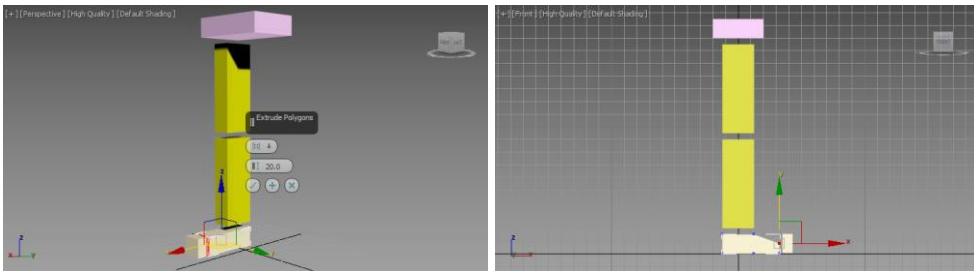 [+] [Perspective] [High Quality] [Default Shading]
Extrude Polygons
20.0
z
z
x
y
[+] [Front] [High Quality] [Default Shading]
y
x
z
x